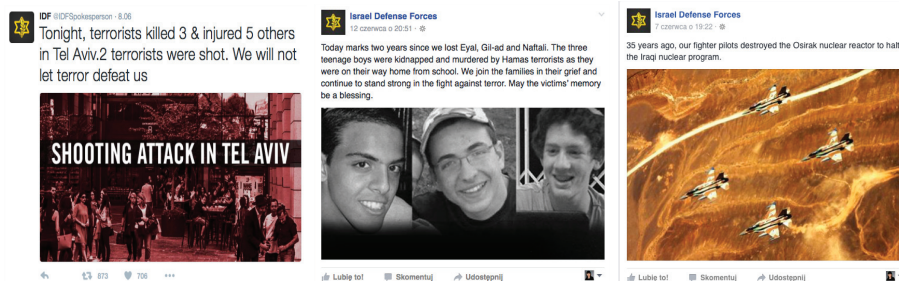 IDF @IDFSpokesperson · 8.06
Tonight, terrorists killed 3 & injured 5 others
in Tel Aviv.2 terrorists were shot. We will not
let terror defeat us
SHOOTING ATTACK IN TEL AVIV
873 706
Israel Defense Forces
12 czerwca o 20:51 ·
Today marks two years since we lost Eyal, Gil-ad and Naftali. The three
teenage boys were kidnapped and murdered by Hamas terrorists as they
were on their way home from school. We join the families in their grief and
continue to stand strong in the fight against terror. May the victims' memory
be a blessing.
Lubię to! Skomentuj Udostępnij
Israel Defense Forces
7 czerwca o 19:22 ·
35 years ago, our fighter pilots destroyed the Osirak nuclear reactor to halt
the Iraqi nuclear program.
Lubię to! Skomentuj Udostępnij